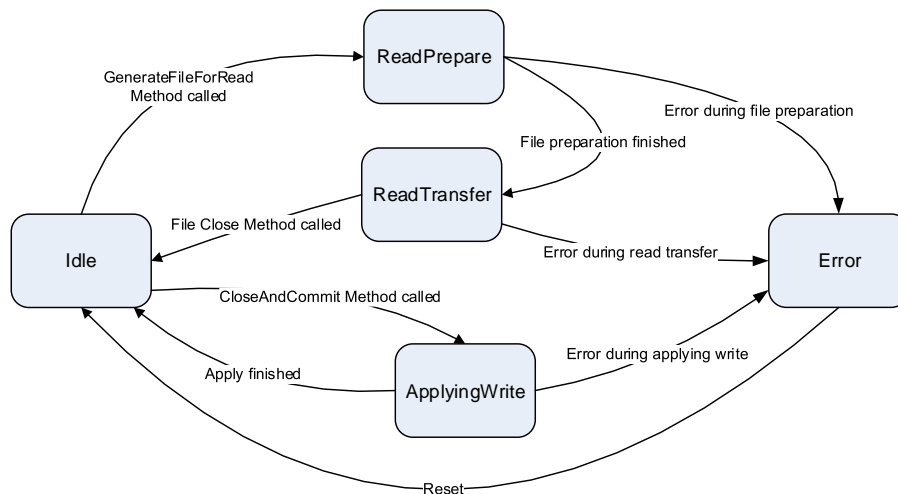 ReadPrepare
GenerateFileForRead
Method called
Error during file preparation
File preparation finished
ReadTransfer
File Close Method called
Error during read transfer
Idle
Error
CloseAndCommit Method called
Error during applying write
Apply finished
ApplyingWrite
Reset